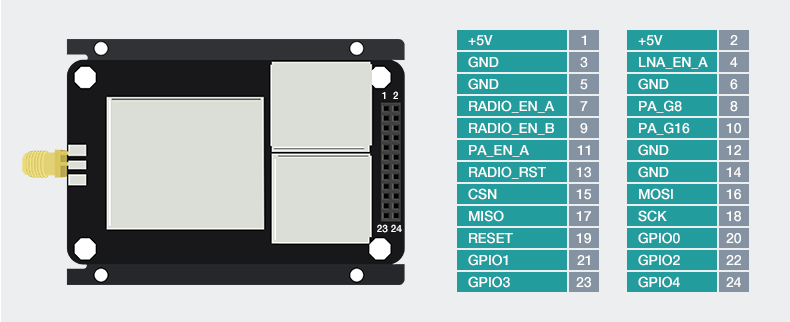 1 2
23 24
+5V 1 +5V 2
GND 3 LNA_EN_A 4
GND 5 GND 6
RADIO_EN_A 7 PA_G8 8
RADIO_EN_B 9 PA_G16 10
PA_EN_A 11 GND 12
RADIO_RST 13 GND 14
CSN 15 MOSI 16
MISO 17 SCK 18
RESET 19 GPIO0 20
GPIO1 21 GPIO2 22
GPIO3 23 GPIO4 24